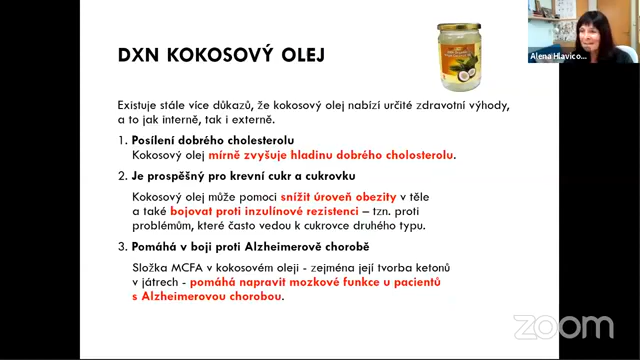 DXN KOKOSOVÝ OLEJ
Alena Hlavico...
Existuje stále více důkazů, že kokosový olej nabízí určité zdravotní výhody,
a to jak interně, tak i externě.
1. Posílení dobrého cholesterolu
Kokosový olej mírně zvyšuje hladinu dobrého cholosterolu.
2. Je prospěšný pro krevní cukr a cukrovku
Kokosový olej může pomoci snížit úroveň obezity v těle
a také bojovat proti inzulínové rezistenci – tzn. proti
problémům, které často vedou k cukrovce druhého typu.
3. Pomáhá v boji proti Alzheimerově chorobě
Složka MCFA v kokosovém oleji - zejména její tvorba ketonů
v játrech - pomáhá napravit mozkové funkce u pacientů
s Alzheimerovou chorobou.
zoom